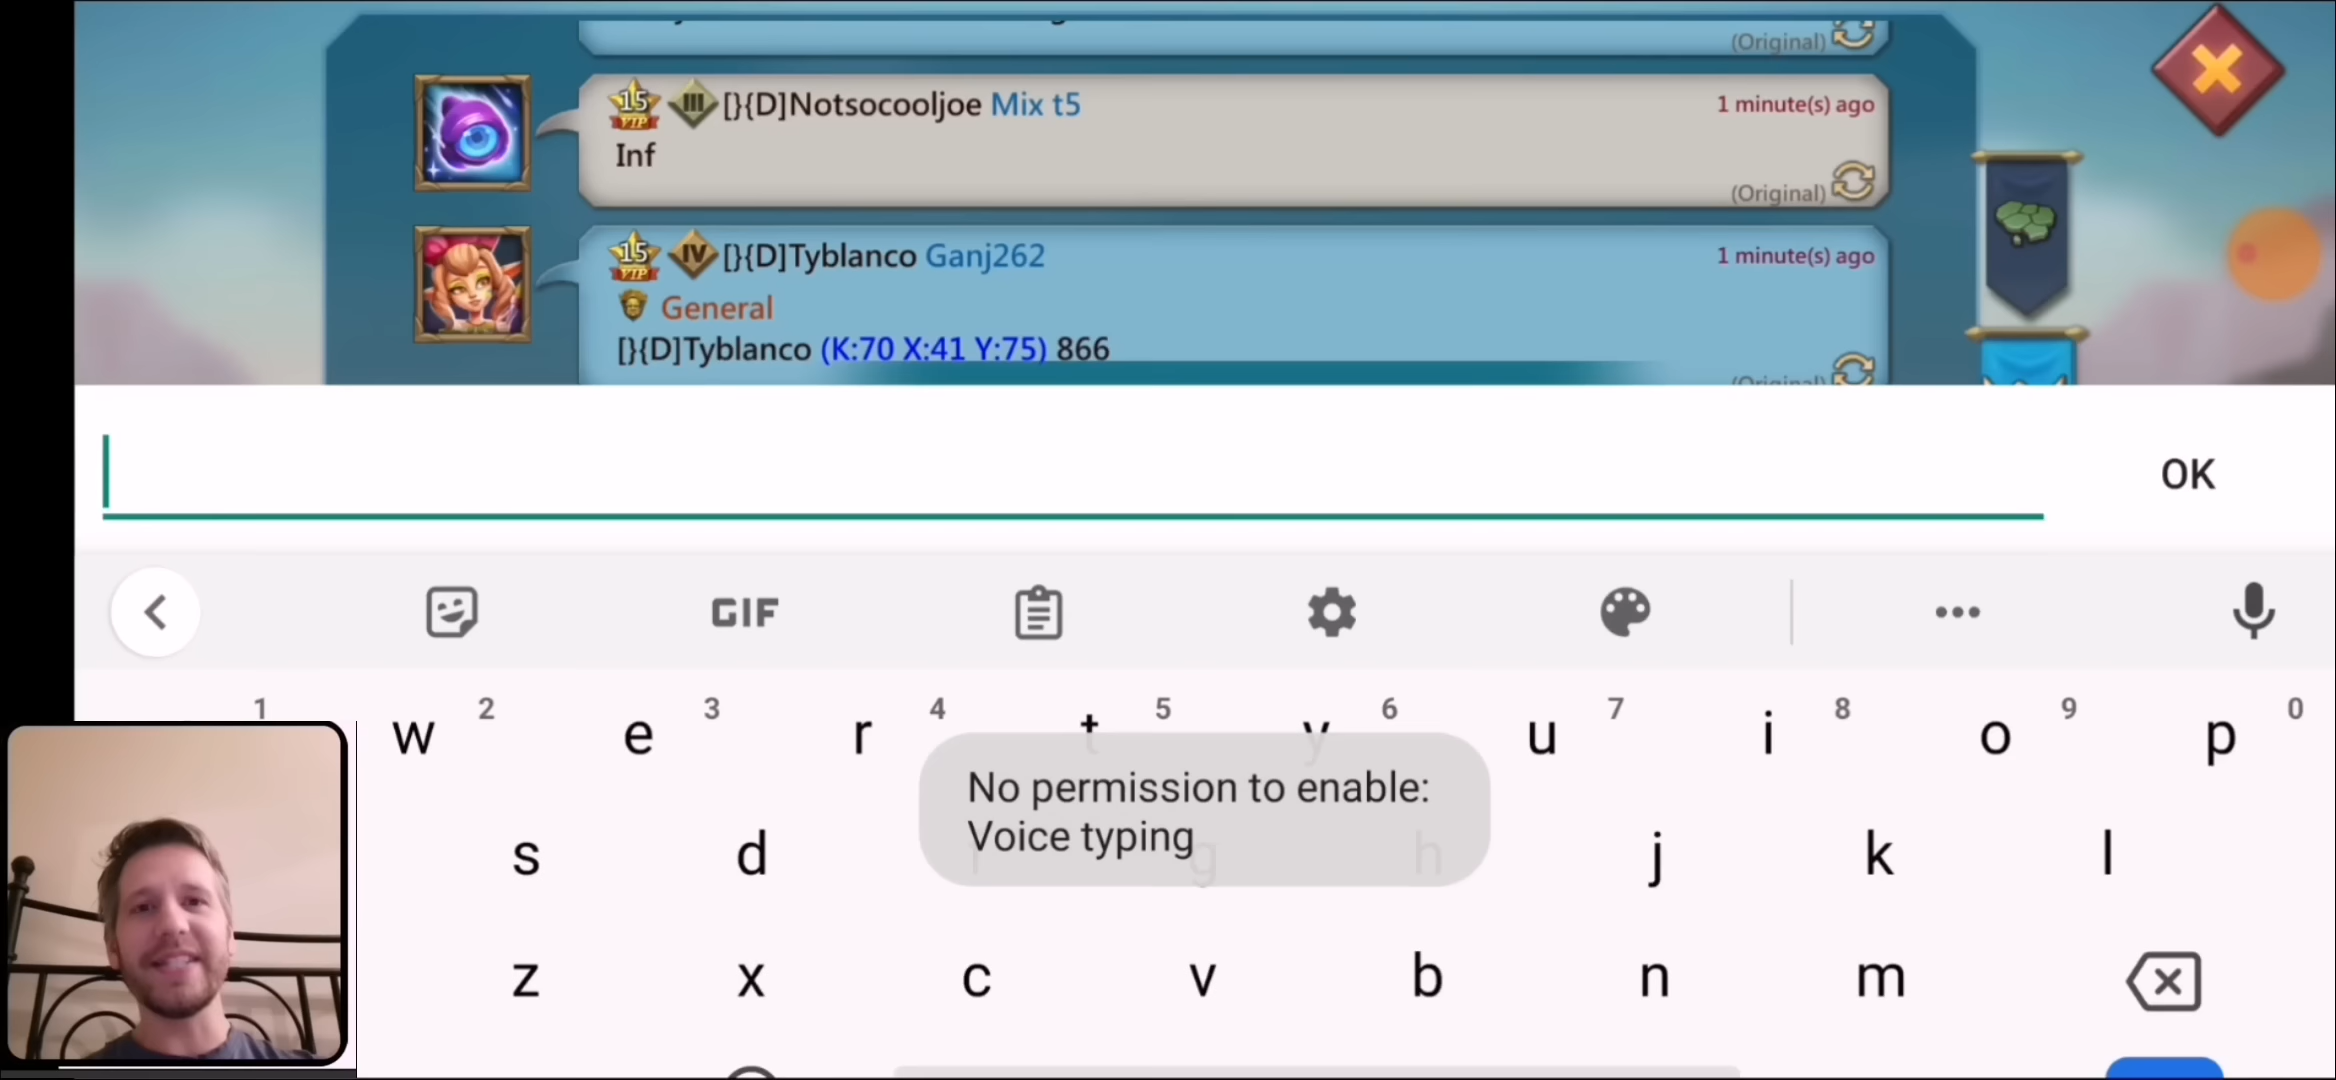 (Original)
15 VIP III []{D]Notsocooljoe Mix t5 1 minute(s) ago
Inf
(Original)
15 VIP IV []{D]Tyblanco Ganj262 1 minute(s) ago
General
[]{D]Tyblanco (K:70 X:41 Y:75) 866
(Original)
OK
GIF
1 2 3 4 5 6 7 8 9 0
w e r t y u i o p
No permission to enable:
Voice typing
s d g h j k l
z x c v b n m